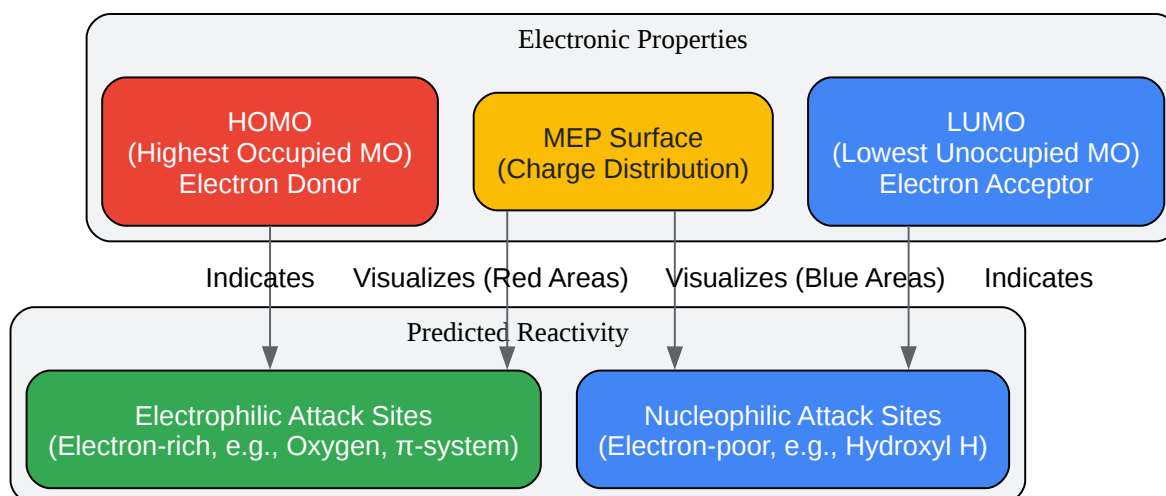 Electronic Properties
HOMO
(Highest Occupied MO)
Electron Donor
MEP Surface
(Charge Distribution)
LUMO
(Lowest Unoccupied MO)
Electron Acceptor
Indicates
Visualizes (Red Areas)
Visualizes (Blue Areas)
Indicates
Predicted Reactivity
Electrophilic Attack Sites
(Electron-rich, e.g., Oxygen, π-system)
Nucleophilic Attack Sites
(Electron-poor, e.g., Hydroxyl H)